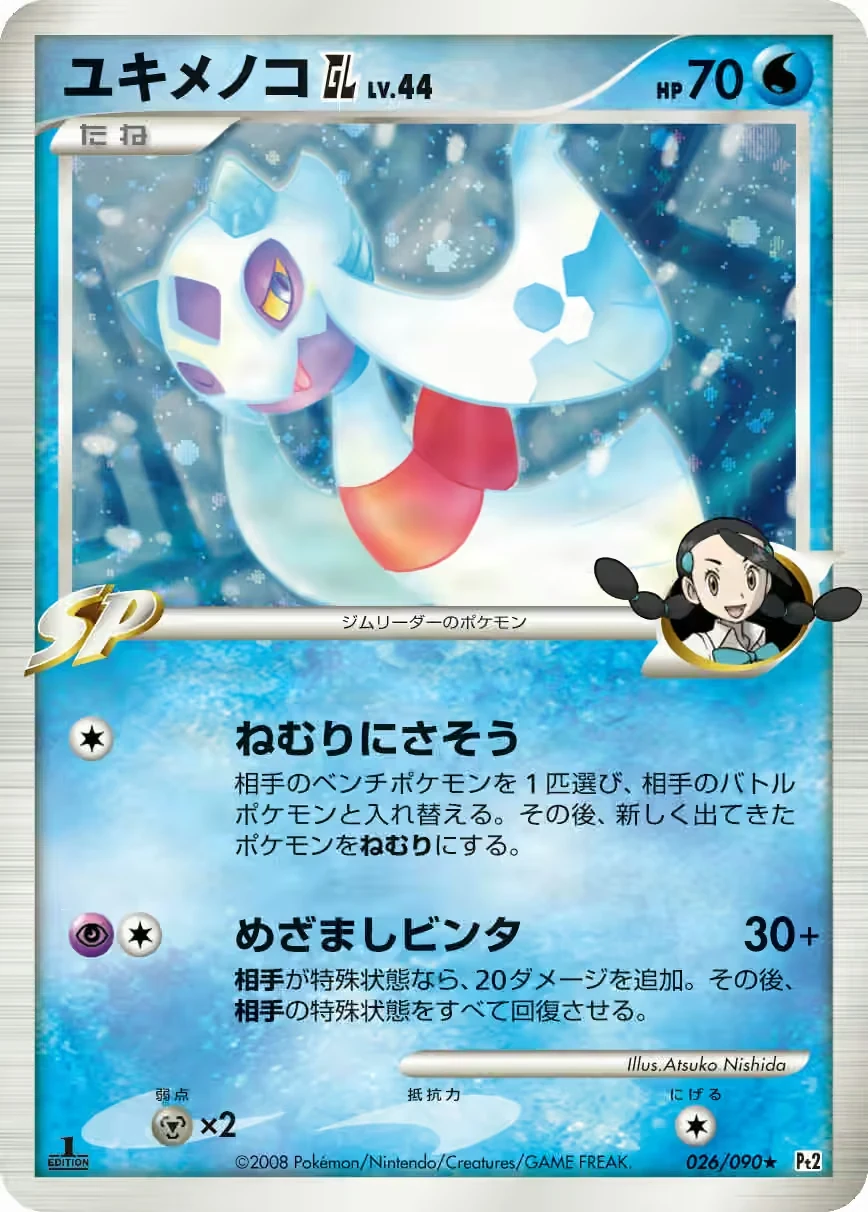 ユキメノコ GL LV.44 HP 70
たね
SP
ジムリーダーのポケモン
ねむりにさそう
相手のベンチポケモンを1匹選び、相手のバトル
ポケモンと入れ替える。その後、新しく出てきた
ポケモンをねむりにする。
めざましビンタ 30+
相手が特殊状態なら、20ダメージを追加。その後、
相手の特殊状態をすべて回復させる。
Illus.Atsuko Nishida
弱点 抵抗力 にげる
×2
1
EDITION
©2008 Pokémon/Nintendo/Creatures/GAME FREAK. 026/090★ Pt2